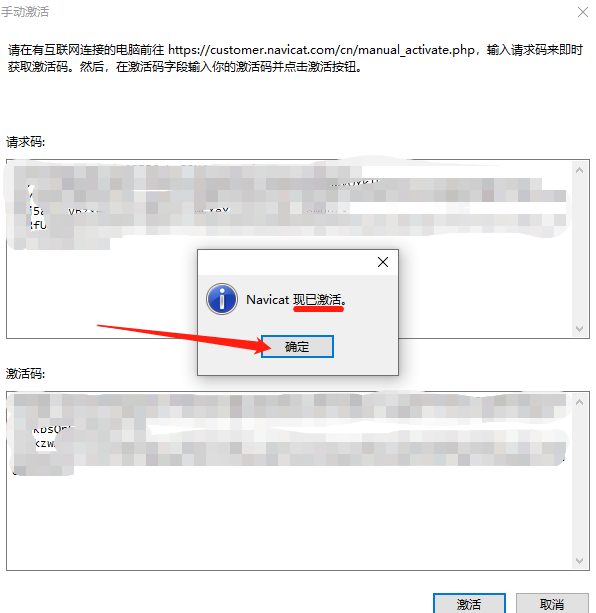 手动激活
请在有互联网连接的电脑前往 https://customer.navicat.com/cn/manual_activate.php，输入请求码来即时
获取激活码。然后，在激活码字段输入你的激活码并点击激活按钮。
请求码:
Navicat 现已激活。
确定
激活码:
激活
取消